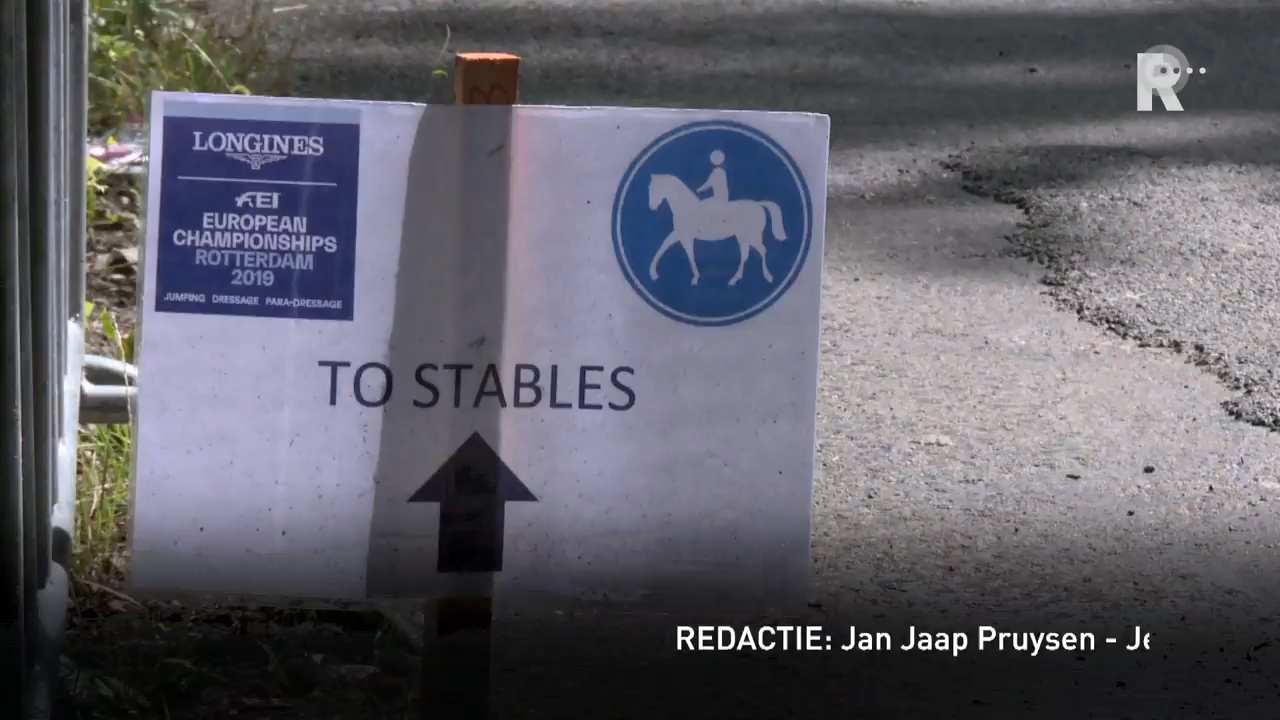 LONGINES
FEI
EUROPEAN
CHAMPIONSHIPS
ROTTERDAM
2019
JUMPING DRESSAGE PARA-DRESSAGE
TO STABLES
R
REDACTIE: Jan Jaap Pruysen -